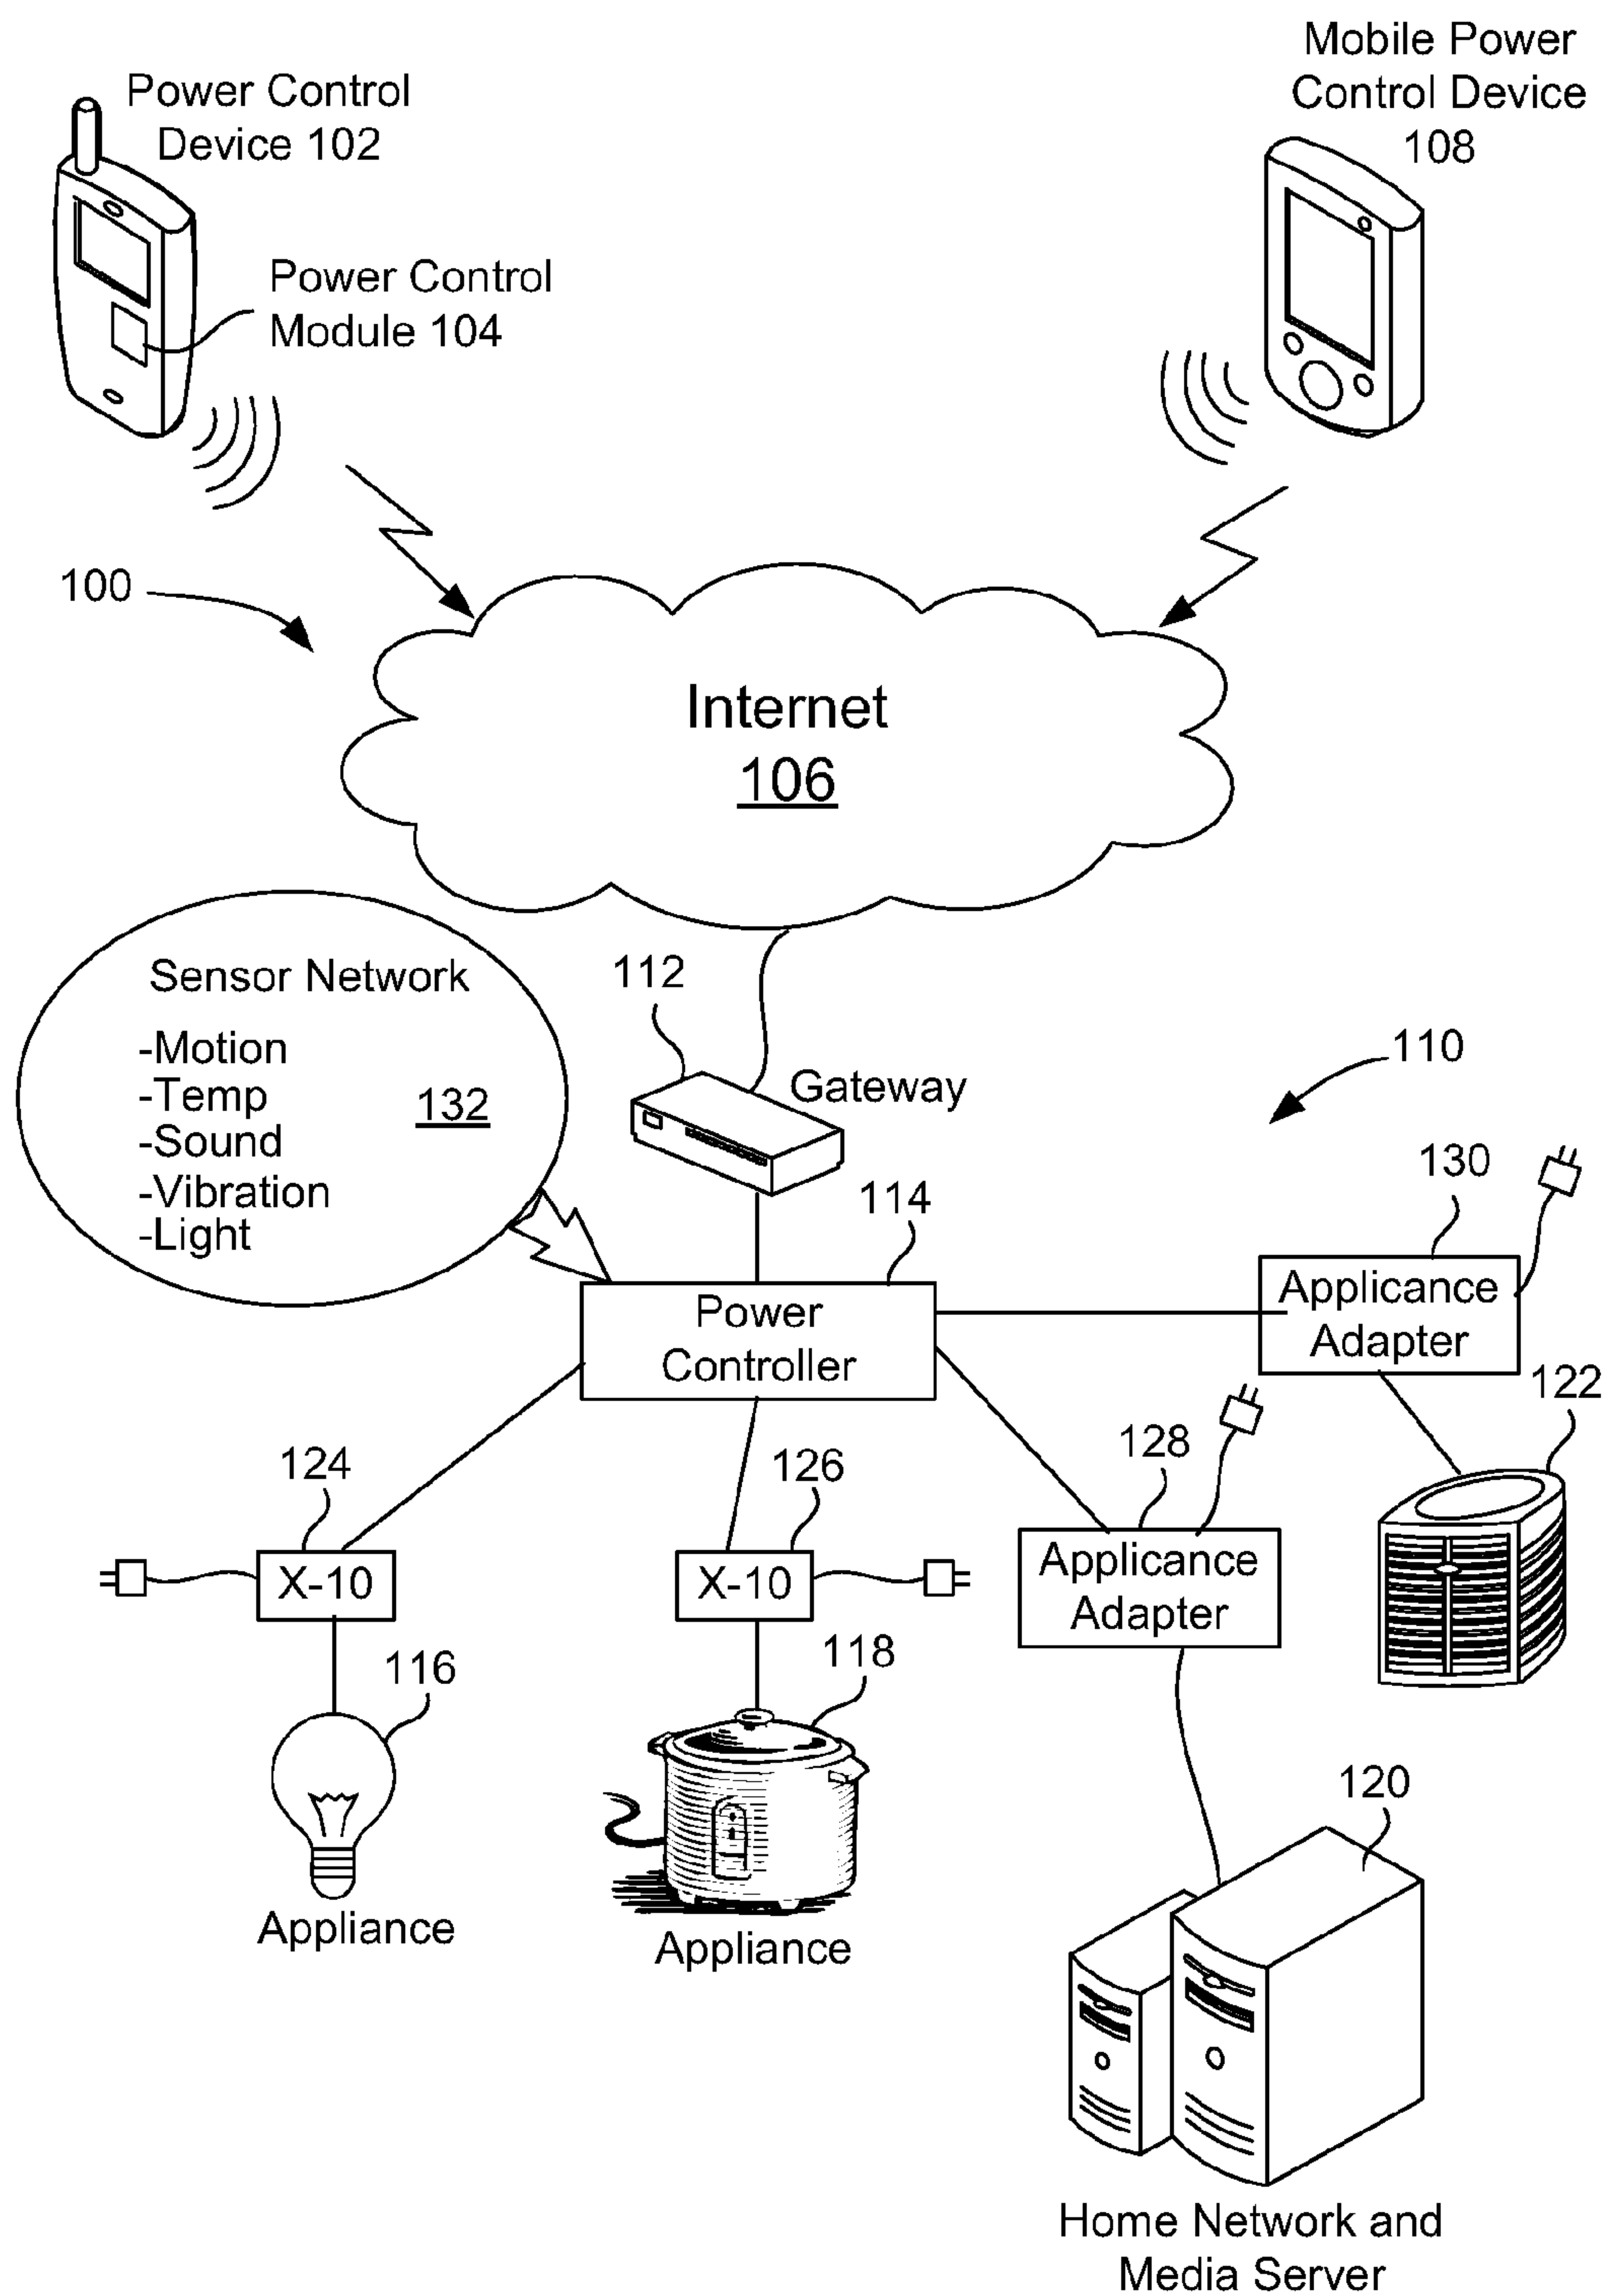 Mobile Power
Control Device
108
Power Control
Device 102
Power Control
Module 104
100
Internet
106
Sensor Network
-Motion
-Temp
-Sound
-Vibration
-Light
132
112
Gateway
110
114
130
Power
Controller
Applicance
Adapter
122
124
126
128
X-10
X-10
Applicance
Adapter
116
118
120
Appliance
Appliance
Home Network and
Media Server